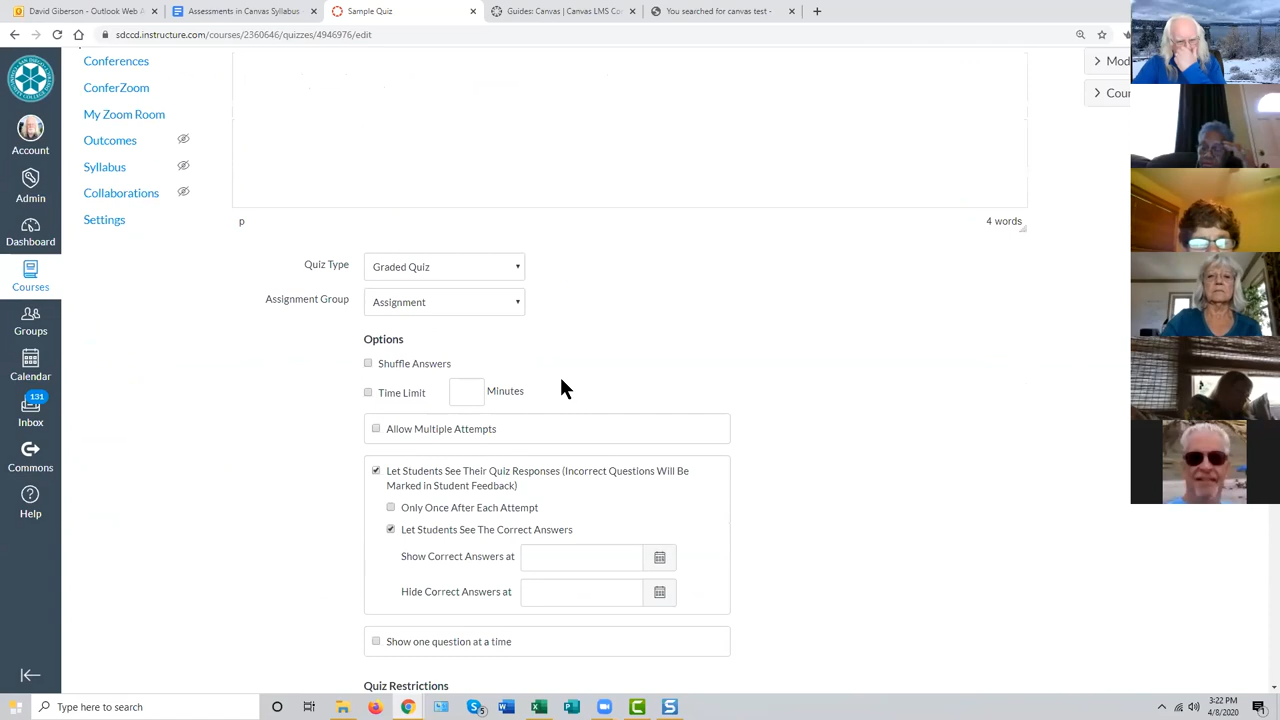 David Giberson - Outlook Web A
Assessments in Canvas Syllabus -
Sample Quiz
Guides: Canvas | Canvas LMS Co
You searched for canvas test -
sdccd.instructure.com/courses/2360646/quizzes/4946976/edit
Account
Admin
Dashboard
Courses
Groups
Calendar
131
Inbox
Commons
Help
Conferences
ConferZoom
My Zoom Room
Outcomes
Syllabus
Collaborations
Settings
Mod
Cour
p
4 words
Quiz Type
Graded Quiz
Assignment Group
Assignment
Options
Shuffle Answers
Time Limit
Minutes
Allow Multiple Attempts
Let Students See Their Quiz Responses (Incorrect Questions Will Be
Marked in Student Feedback)
Only Once After Each Attempt
Let Students See The Correct Answers
Show Correct Answers at
Hide Correct Answers at
Show one question at a time
Quiz Restrictions
Type here to search
5
3:22 PM
4/8/2020
1